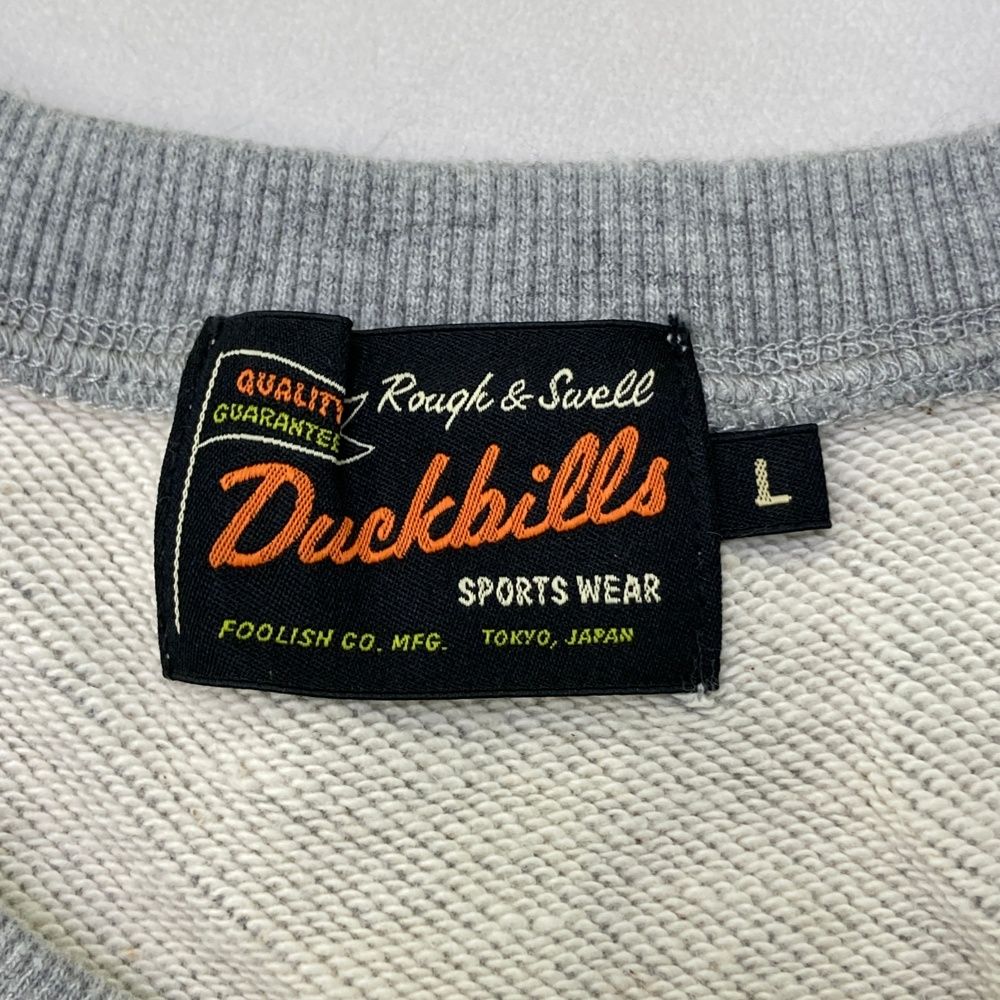 QUALITY
GUARANTEE
Rough & Swell
Duckbills
SPORTS WEAR
FOOLISH CO. MFG. TOKYO, JAPAN
L